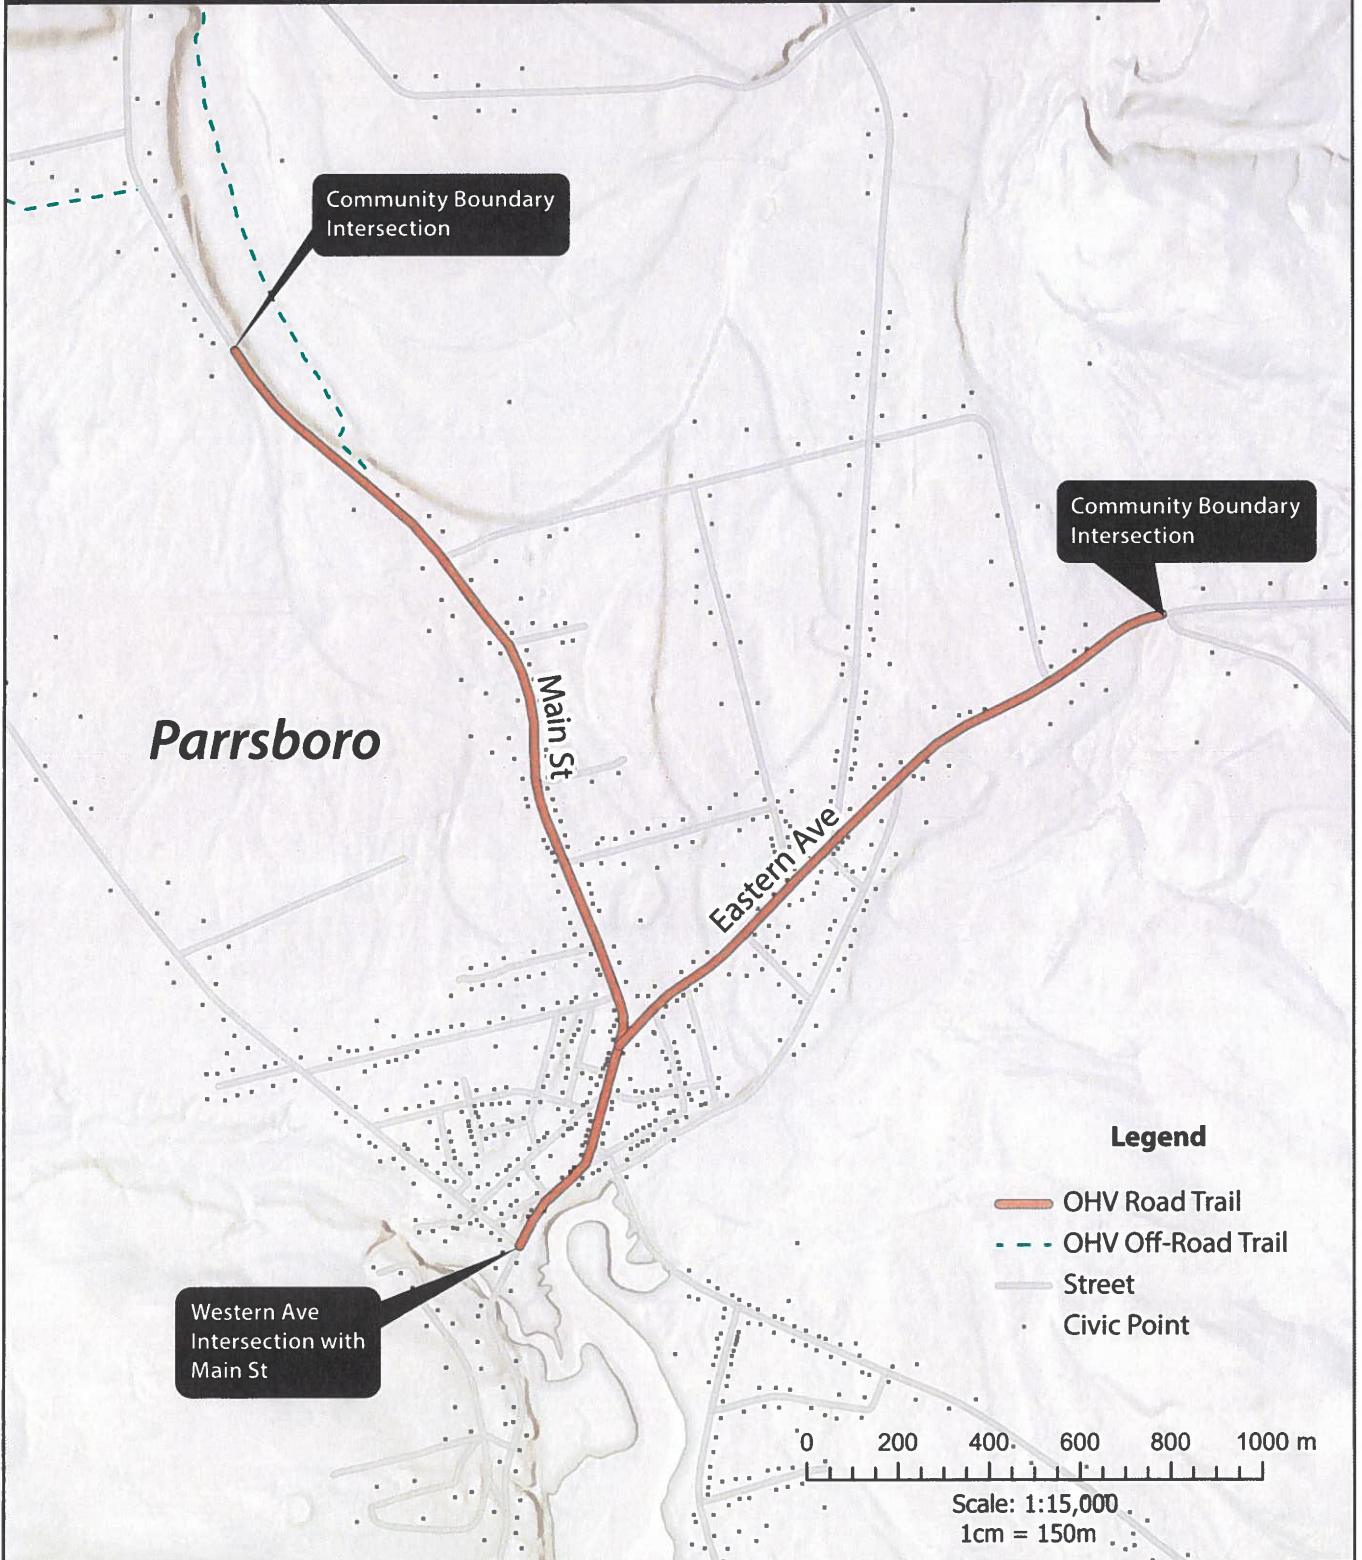 Community Boundary
Intersection
Community Boundary
Intersection
Main St
Parrsboro
Eastern Ave
Legend
OHV Road Trail
OHV Off-Road Trail
Street
Civic Point
Western Ave
Intersection with
Main St
0 200 400 600 800 1000 m
Scale: 1:15,000
1cm = 150m